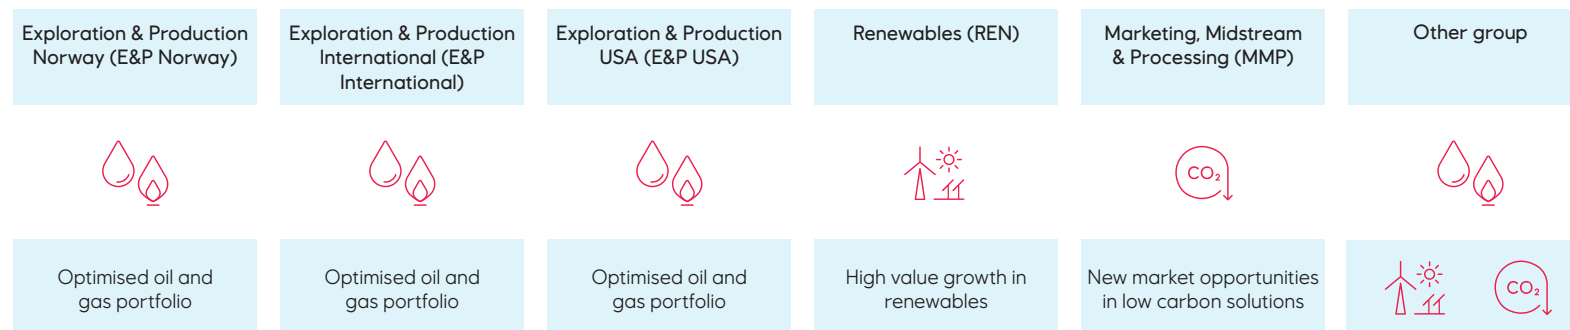 Exploration & Production
Norway (E&P Norway)
Exploration & Production
International (E&P
International)
Exploration & Production
USA (E&P USA)
Renewables (REN)
Marketing, Midstream
& Processing (MMP)
Other group
CO₂
Optimised oil and
gas portfolio
Optimised oil and
gas portfolio
Optimised oil and
gas portfolio
High value growth in
renewables
New market opportunities
in low carbon solutions
CO₂